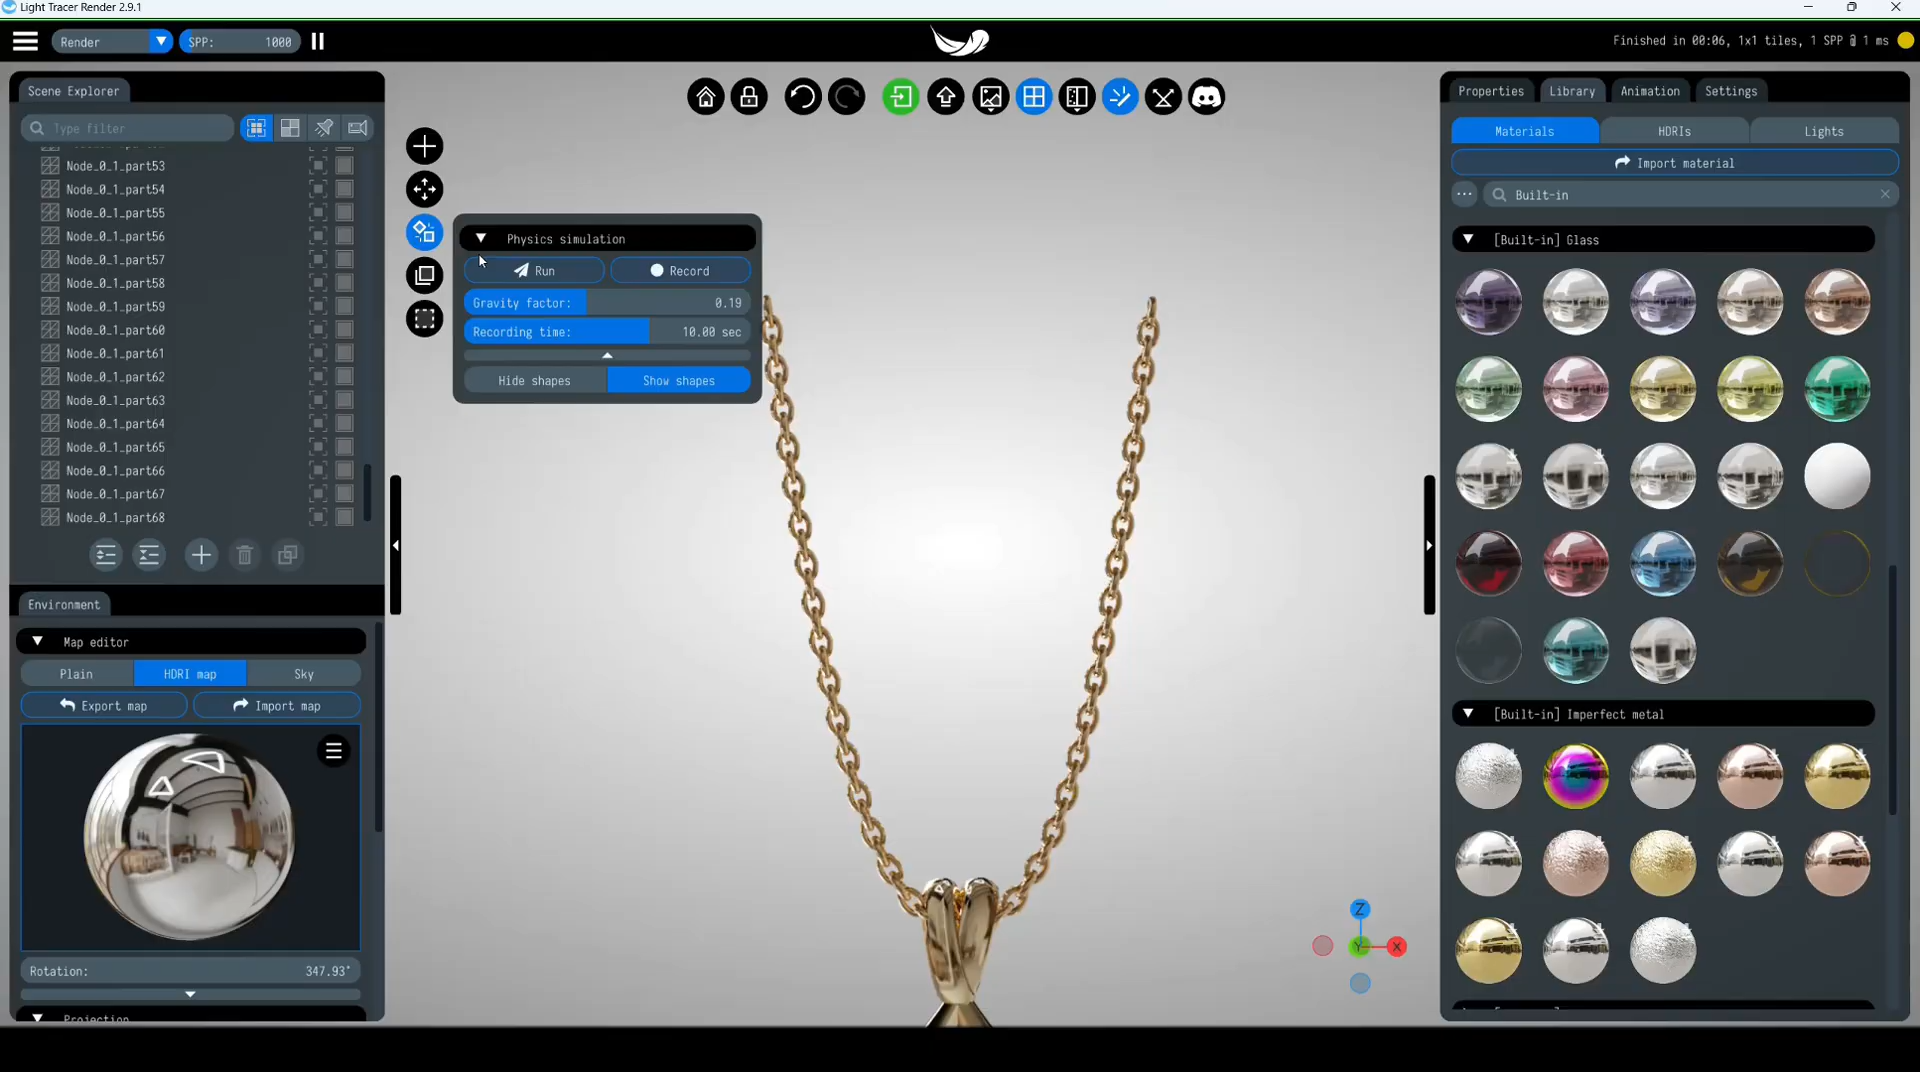 Light Tracer Render 2.9.1
Render
SPP: 1000
Finished in 00:06, 1x1 tiles, 1 SPP @ 1 ms
Scene Explorer
Type filter
Node_0_1_part53
Node_0_1_part54
Node_0_1_part55
Node_0_1_part56
Node_0_1_part57
Node_0_1_part58
Node_0_1_part59
Node_0_1_part60
Node_0_1_part61
Node_0_1_part62
Node_0_1_part63
Node_0_1_part64
Node_0_1_part65
Node_0_1_part66
Node_0_1_part67
Node_0_1_part68
Environment
Map editor
Plain
HDRI map
Sky
Export map
Import map
Rotation: 347.93°
Projection
Physics simulation
Run
Record
Gravity factor: 0.19
Recording time: 10.00 sec
Hide shapes
Show shapes
Z
Y
X
Properties
Library
Animation
Settings
Materials
HDRIs
Lights
Import material
Built-in
[Built-in] Glass
[Built-in] Imperfect metal